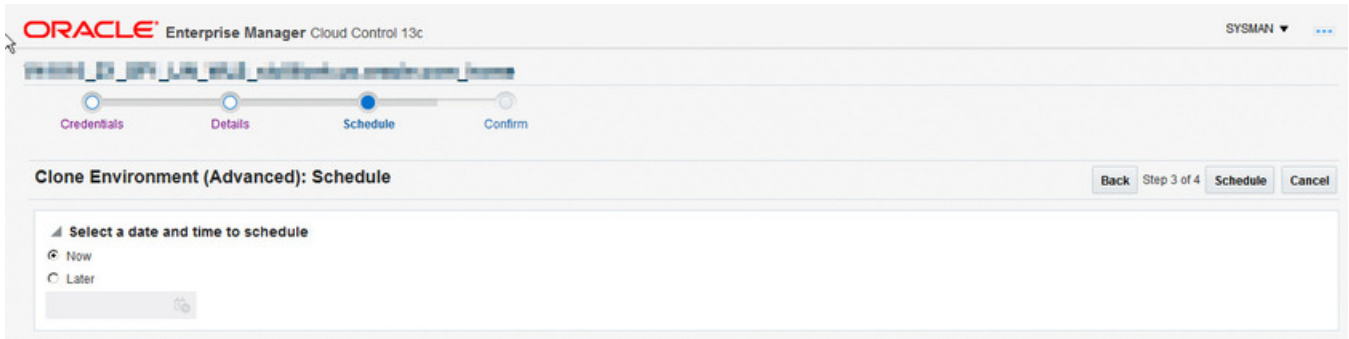 ORACLE Enterprise Manager Cloud Control 13c SYSMAN
Credentials Details Schedule Confirm
Clone Environment (Advanced): Schedule Back Step 3 of 4 Schedule Cancel
Select a date and time to schedule
Now
Later